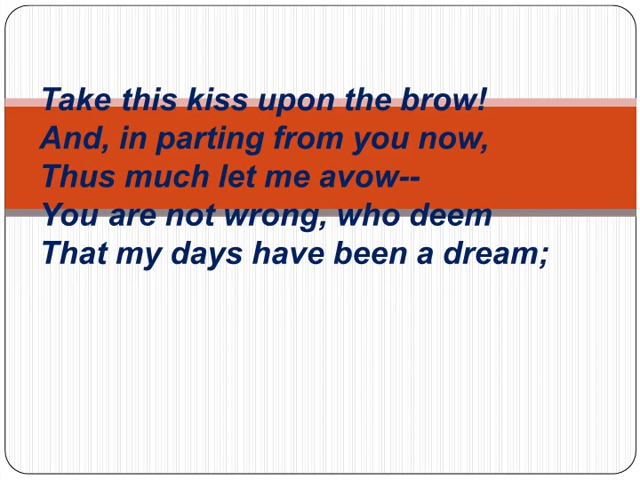 Take this kiss upon the brow!
And, in parting from you now,
Thus much let me avow--
You are not wrong, who deem
That my days have been a dream;